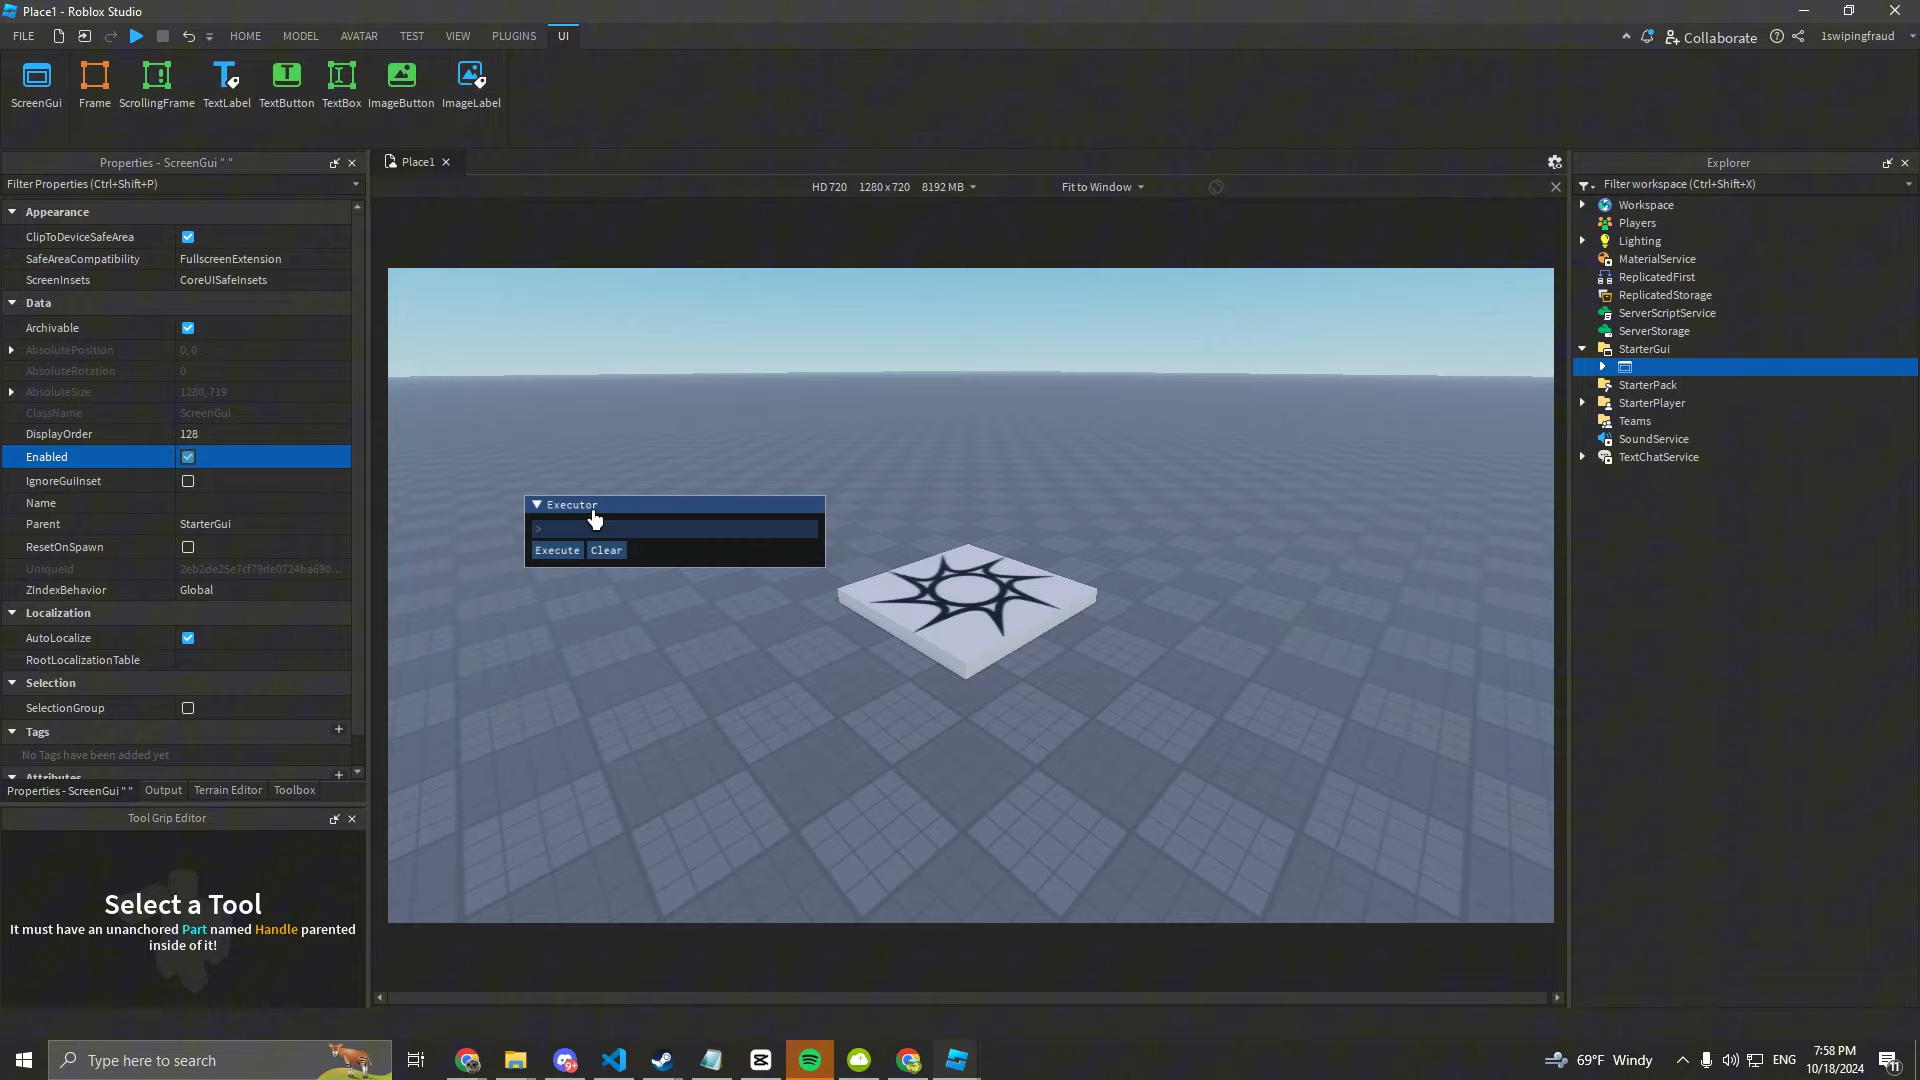 Place1 - Roblox Studio
FILE HOME MODEL AVATAR TEST VIEW PLUGINS UI
Collaborate 1swipingfraud
ScreenGui Frame ScrollingFrame TextLabel TextButton TextBox ImageButton ImageLabel
Properties - ScreenGui " "
Filter Properties (Ctrl+Shift+P)
Appearance
ClipToDeviceSafeArea
SafeAreaCompatibility FullscreenExtension
ScreenInsets CoreUISafeInsets
Data
Archivable
AbsolutePosition 0, 0
AbsoluteRotation 0
AbsoluteSize 1280, 719
ClassName ScreenGui
DisplayOrder 128
Enabled
IgnoreGuiInset
Name
Parent StarterGui
ResetOnSpawn
UniqueId 2eb2de25e7cf79de0724ba690...
ZIndexBehavior Global
Localization
AutoLocalize
RootLocalizationTable
Selection
SelectionGroup
Tags
No Tags have been added yet
Attributes
Properties - ScreenGui " " Output Terrain Editor Toolbox
Tool Grip Editor
Select a Tool
It must have an unanchored Part named Handle parented
inside of it!
Place1
HD 720 1280 x 720 8192 MB Fit to Window
Executor
>
Execute Clear
Explorer
Filter workspace (Ctrl+Shift+X)
Workspace
Players
Lighting
MaterialService
ReplicatedFirst
ReplicatedStorage
ServerScriptService
ServerStorage
StarterGui
StarterPack
StarterPlayer
Teams
SoundService
TextChatService
Type here to search
69°F Windy
ENG
7:58 PM
10/18/2024
11